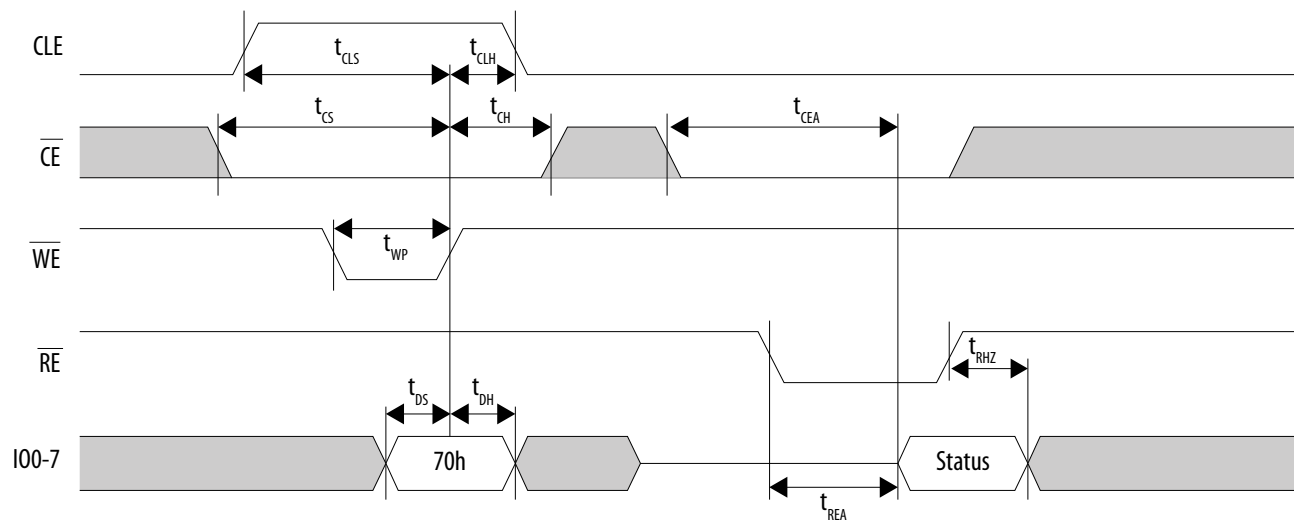 CLE
tCLS
tCLH
CE
tCS
tCH
tCEA
WE
tWP
RE
tRHZ
tDS
tDH
IO0-7
70h
Status
tREA